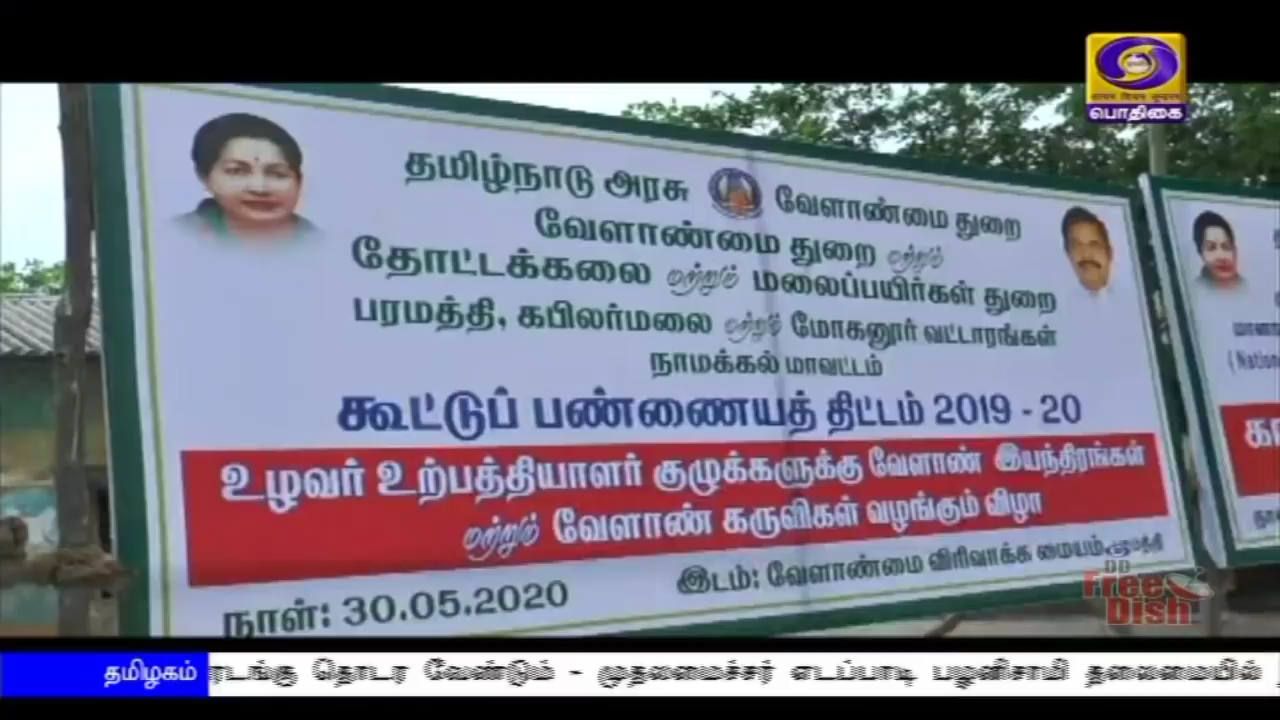 பொதிகை
தமிழ்நாடு அரசு வேளாண்மை துறை
வேளாண்மை துறை மற்றும்
தோட்டக்கலை மற்றும் மலைப்பயிர்கள் துறை
பரமத்தி, கபிலர்மலை மற்றும் மோகனூர் வட்டாரங்கள்
நாமக்கல் மாவட்டம்
கூட்டுப் பண்ணையத் திட்டம் 2019 - 20
உழவர் உற்பத்தியாளர் குழுக்களுக்கு வேளாண் இயந்திரங்கள்
மற்றும் வேளாண் கருவிகள் வழங்கும் விழா
நாள்: 30.05.2020 இடம்: வேளாண்மை விரிவாக்க மையம்,
(Nation
DD
Free
Dish
தமிழகம் ரடங்கு தொடர வேண்டும் - முதலமைச்சர் எடப்பாடி பழனிசாமி தலைமையில்